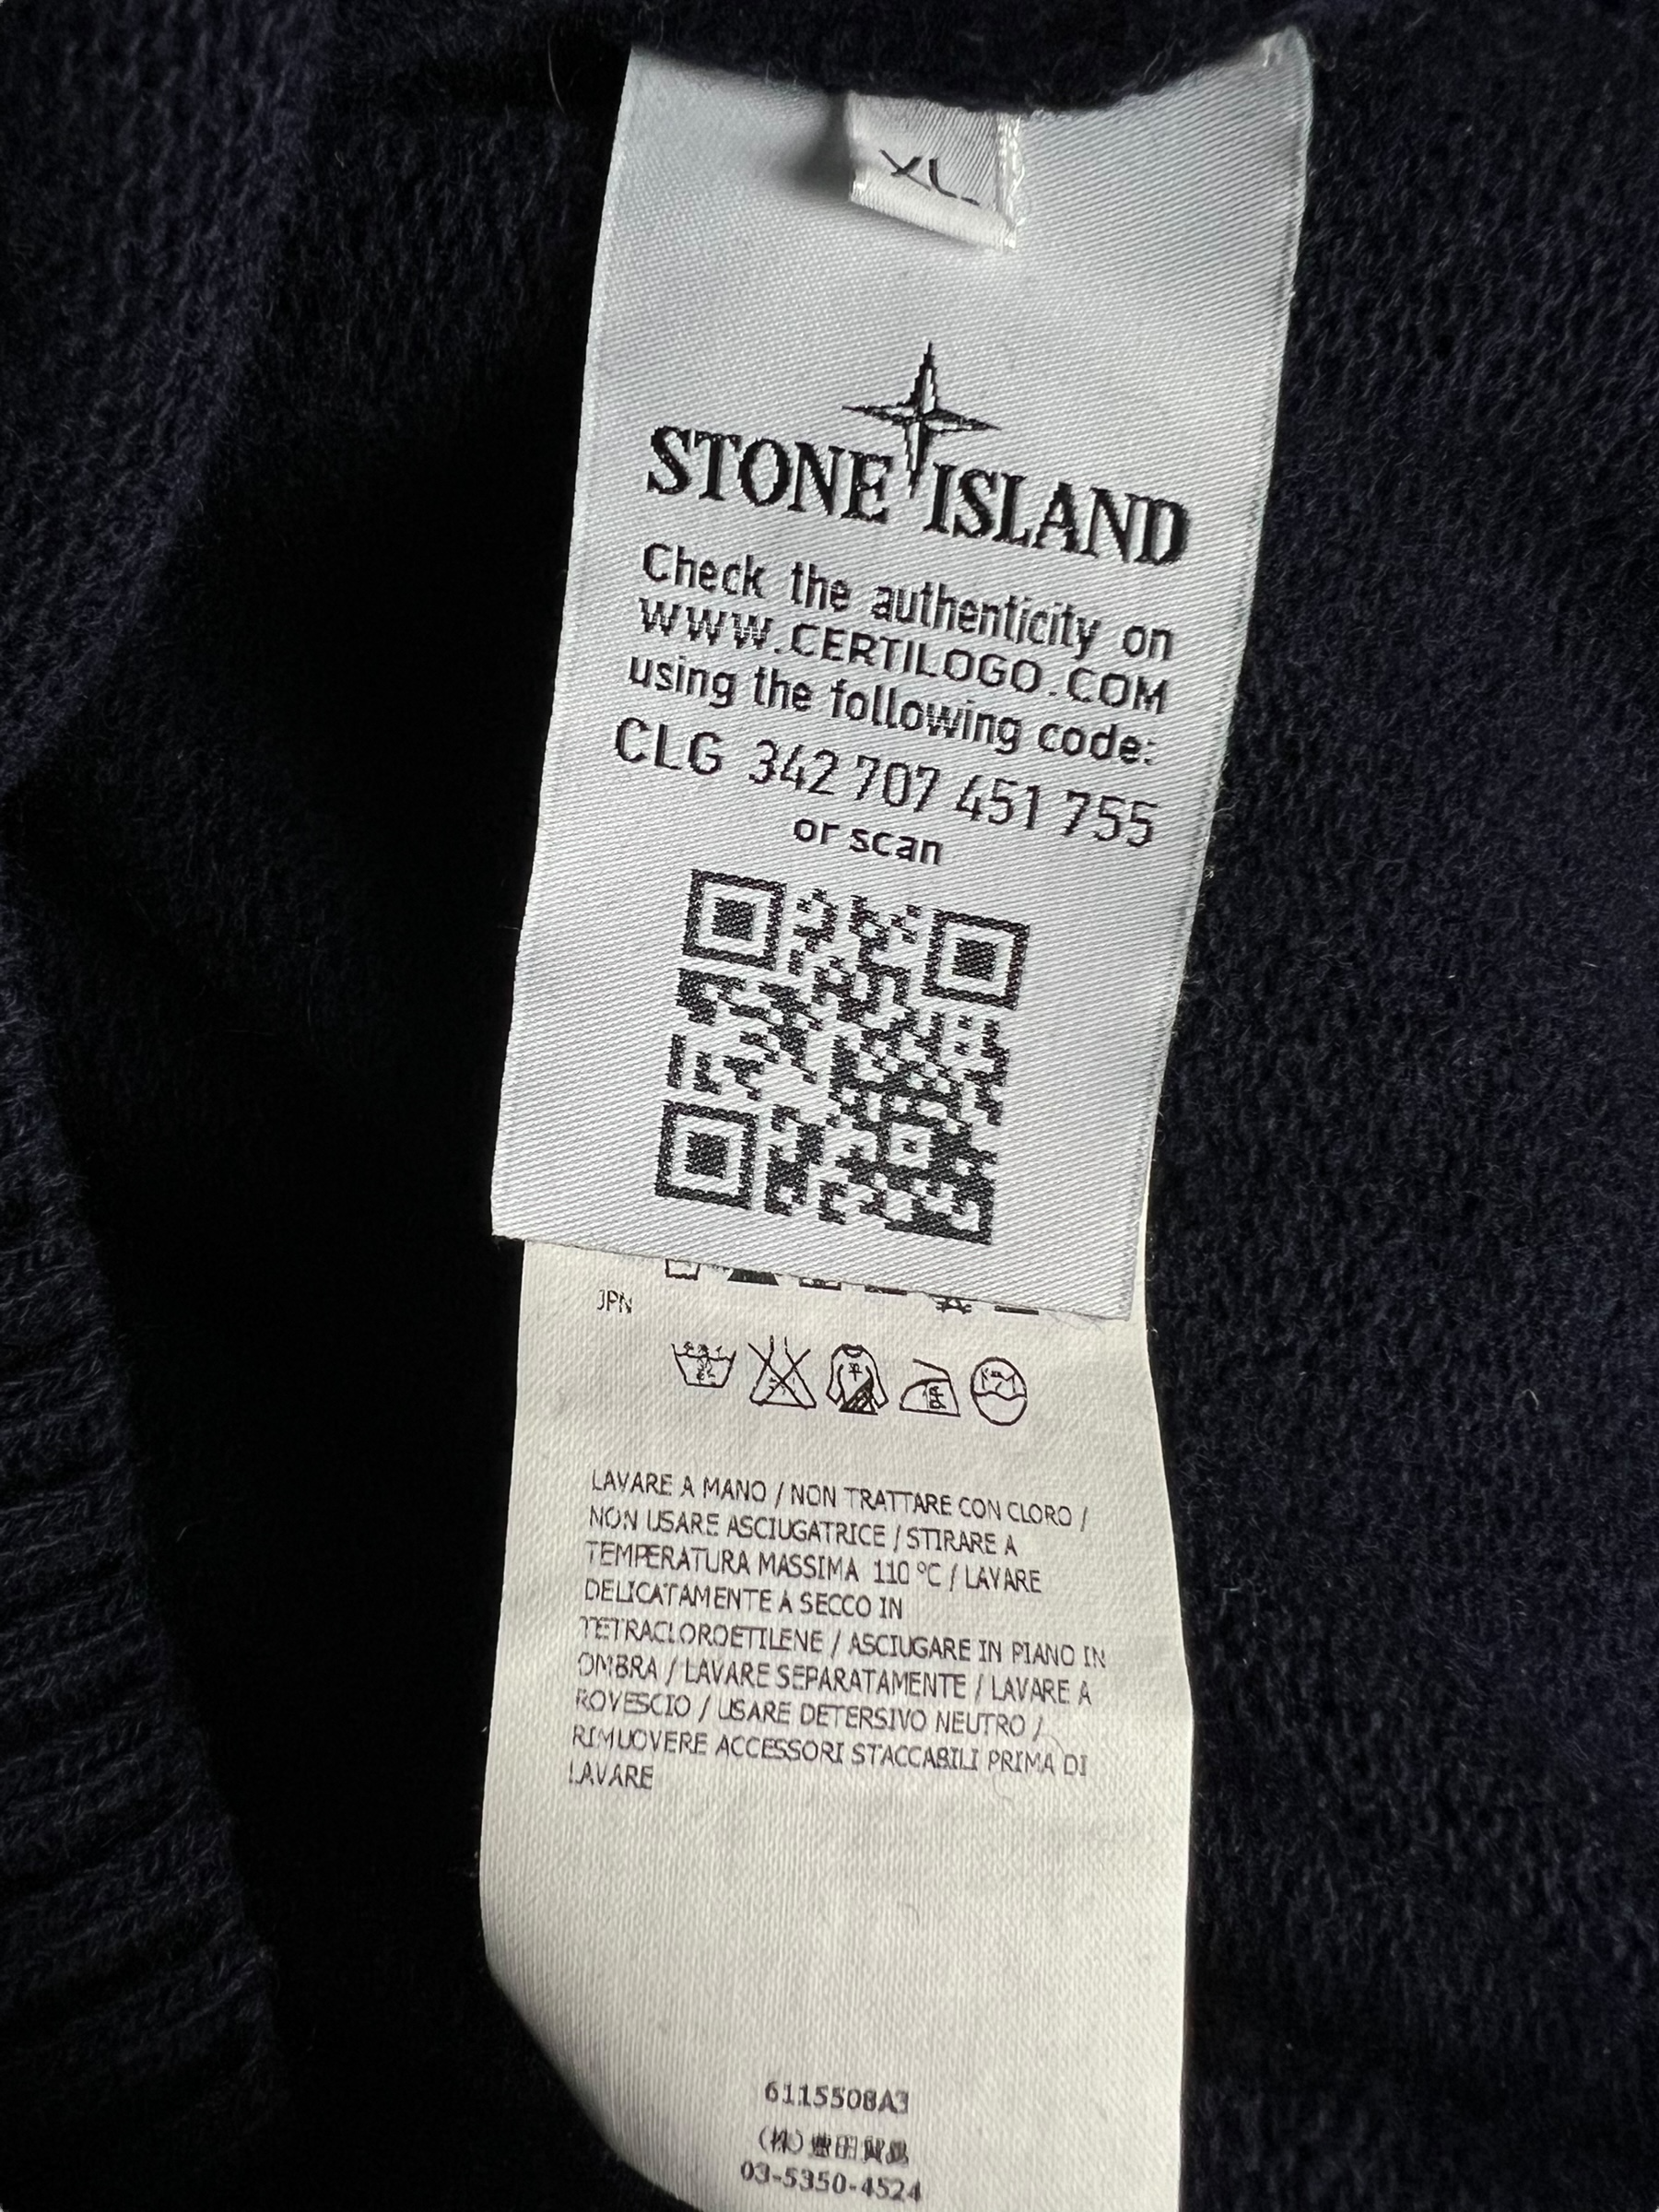 XL
STONE ISLAND
Check the authenticity on
WWW.CERTILOGO.COM
using the following code:
CLG 342 707 451 755
or scan
JPN
LAVARE A MANO / NON TRATTARE CON CLORO /
NON USARE ASCIUGATRICE / STIRARE A
TEMPERATURA MASSIMA 110 °C / LAVARE
DELICATAMENTE A SECCO IN
TETRACLOROETILENE / ASCIUGARE IN PIANO IN
OMBRA / LAVARE SEPARATAMENTE / LAVARE A
ROVESCIO / USARE DETERSIVO NEUTRO /
RIMUOVERE ACCESSORI STACCABILI PRIMA DI
LAVARE
6115508A3
(株)豊田貿易
03-5350-4524